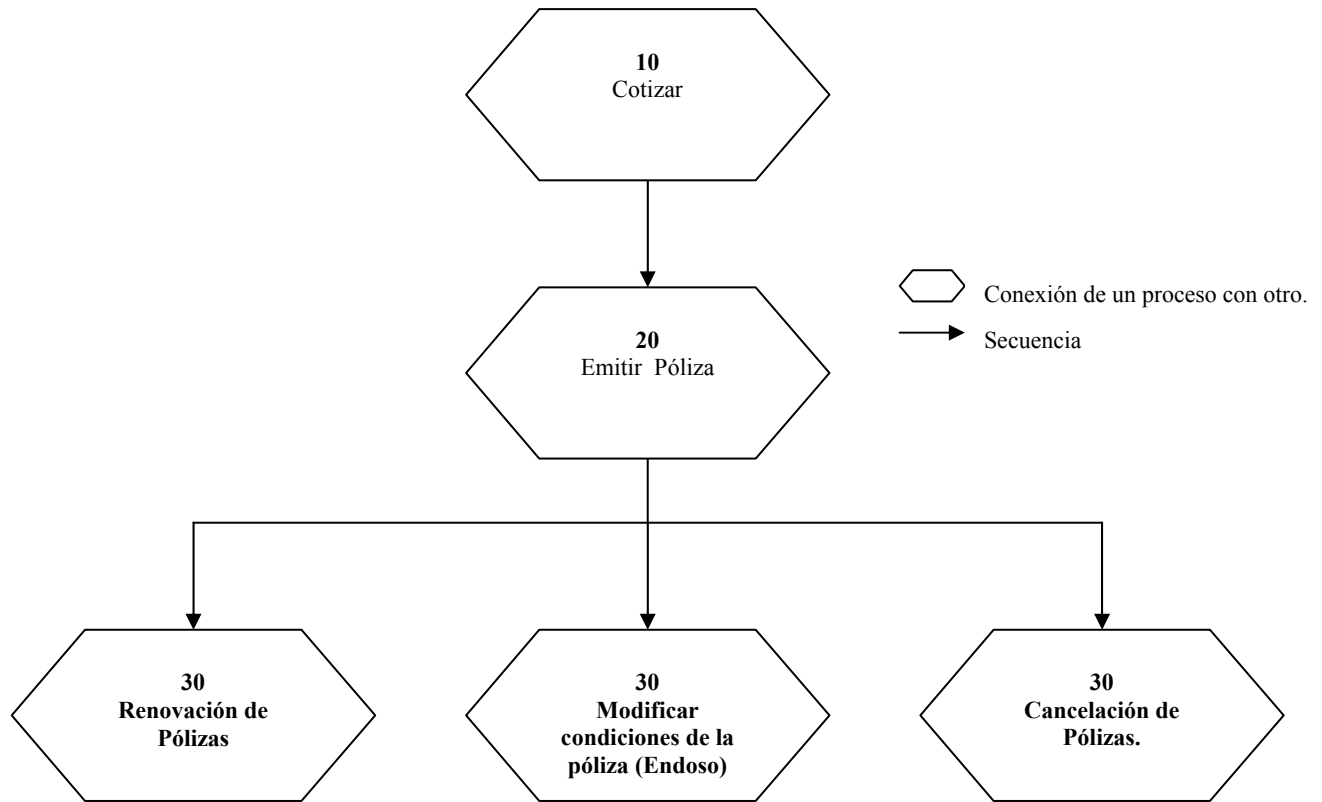 10
Cotizar
20
Emitir Póliza
Conexión de un proceso con otro.
Secuencia
30
Renovación de
Pólizas
30
Modificar
condiciones de la
póliza (Endoso)
30
Cancelación de
Pólizas.